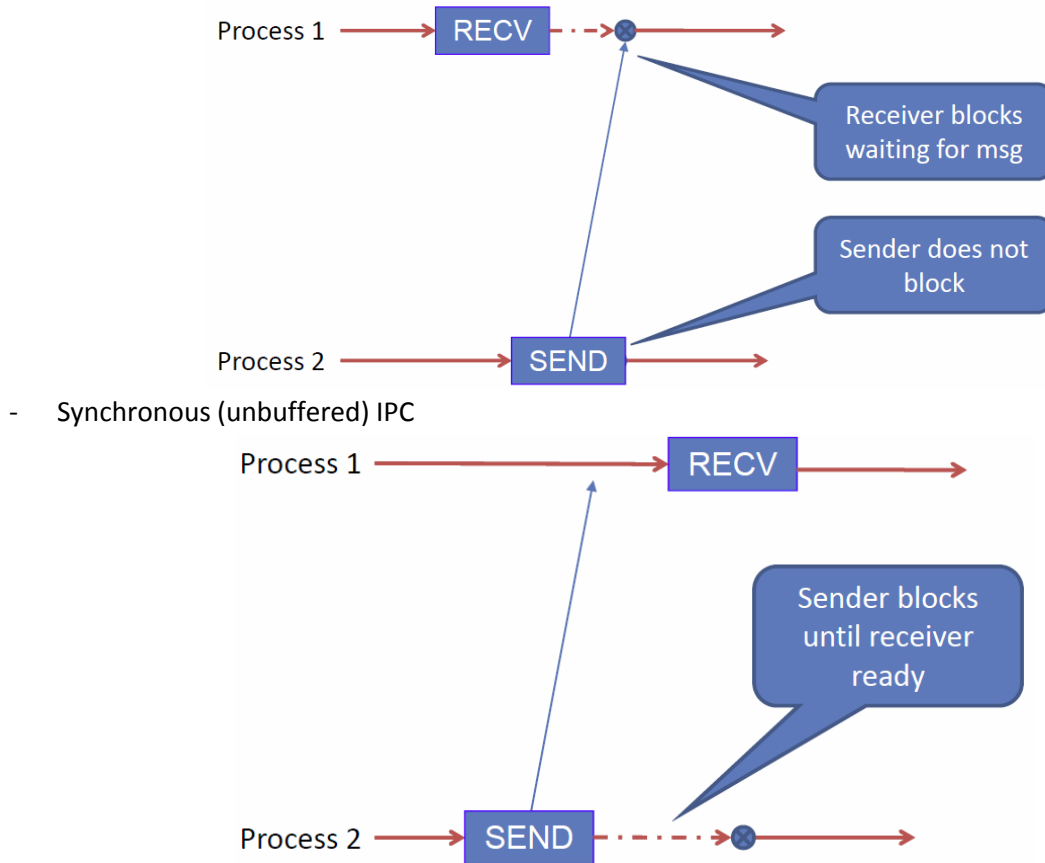 Process 1
RECV
Receiver blocks
waiting for msg
Sender does not
block
Process 2
SEND
- Synchronous (unbuffered) IPC
Process 1
RECV
Sender blocks
until receiver
ready
Process 2
SEND